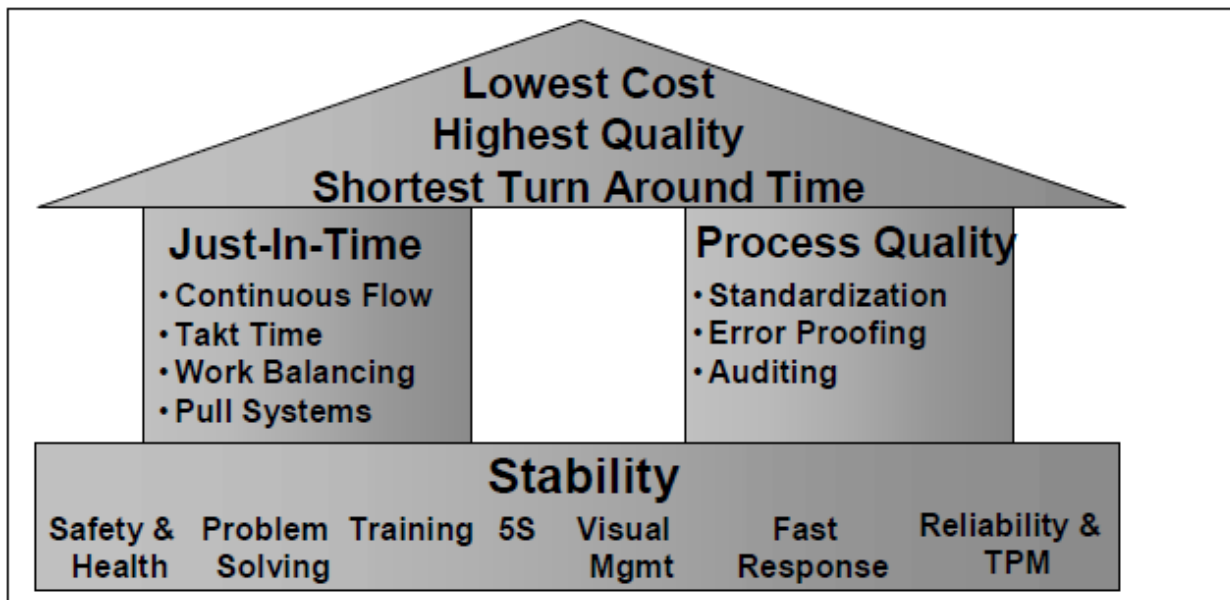 Lowest Cost
Highest Quality
Shortest Turn Around Time
Just-In-Time
• Continuous Flow
• Takt Time
• Work Balancing
• Pull Systems
Process Quality
• Standardization
• Error Proofing
• Auditing
Stability
Safety & Health
Problem Solving
Training
5S
Visual Mgmt
Fast Response
Reliability & TPM